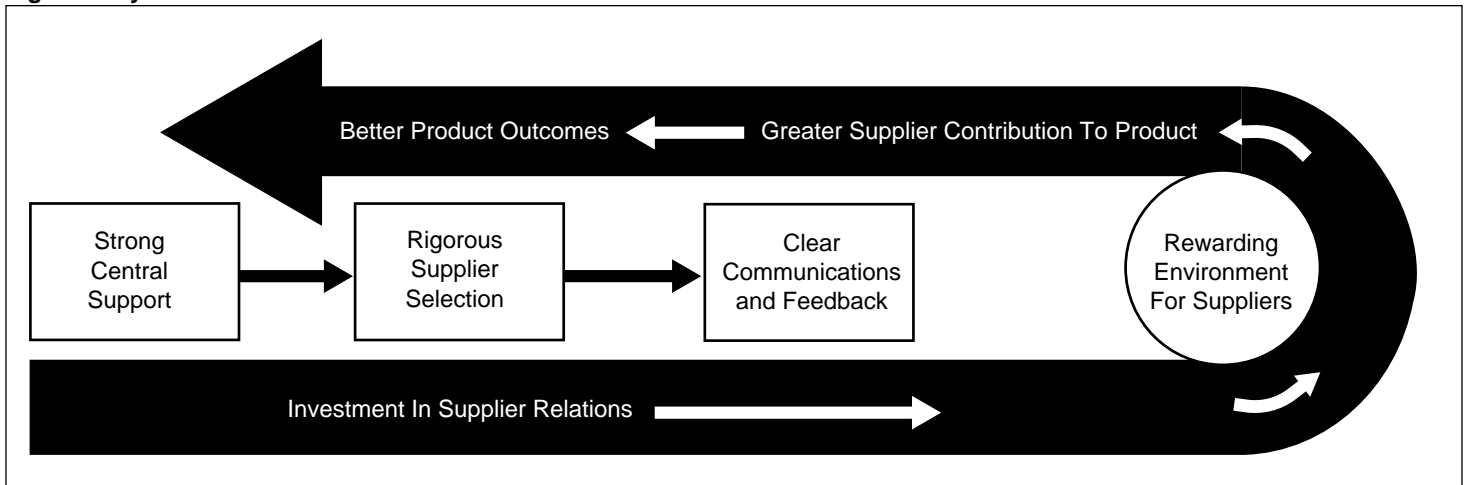 Better Product Outcomes
Greater Supplier Contribution To Product
Strong
Central
Support
Rigorous
Supplier
Selection
Clear
Communications
and Feedback
Rewarding
Environment
For Suppliers
Investment In Supplier Relations